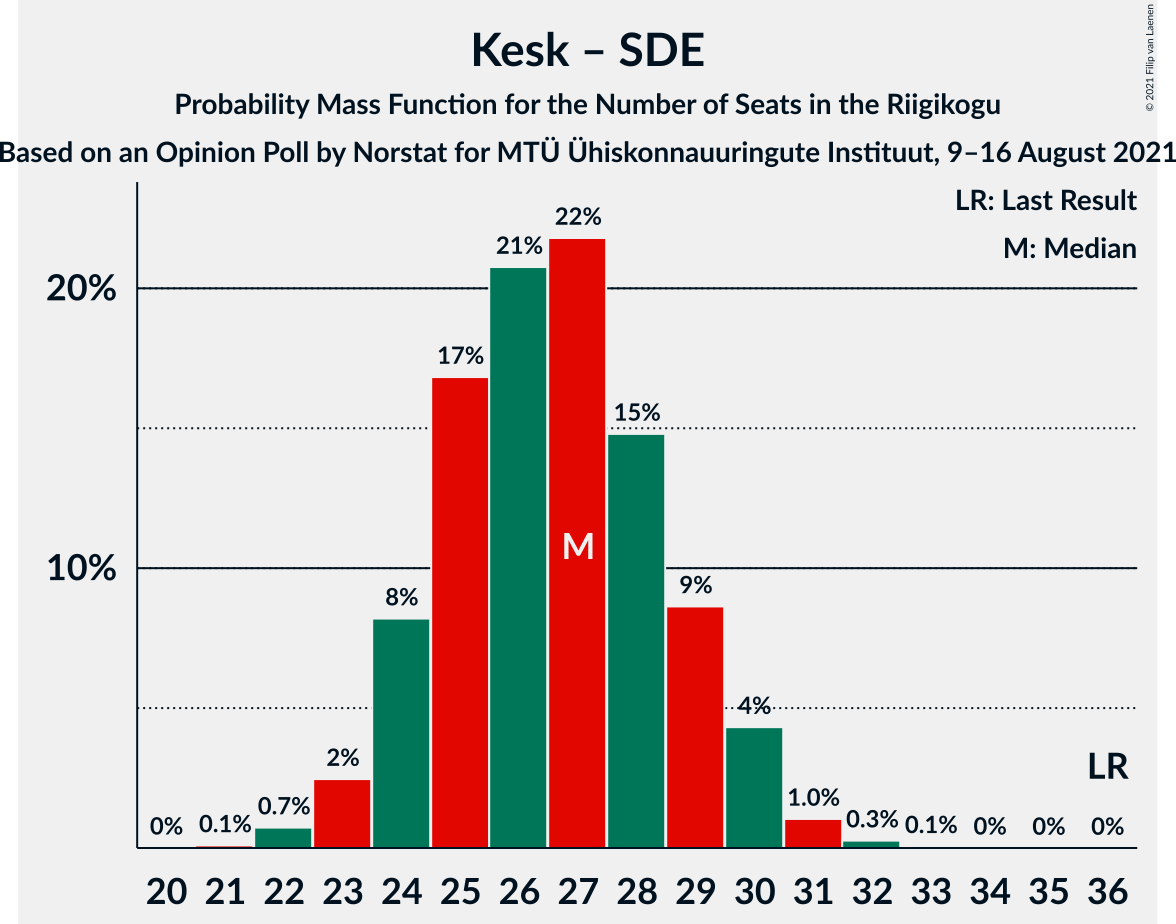 Kesk – SDE
Probability Mass Function for the Number of Seats in the Riigikogu
Based on an Opinion Poll by Norstat for MTÜ Ühiskonnauuringute Instituut, 9–16 August 2021
© 2021 Filip van Laenen
LR: Last Result
M: Median
20%
10%
0% 0.1% 0.7% 2% 8% 17% 21% 22% 15% 9% 4% 1.0% 0.3% 0.1% 0% 0% 0%
M
LR
20 21 22 23 24 25 26 27 28 29 30 31 32 33 34 35 36